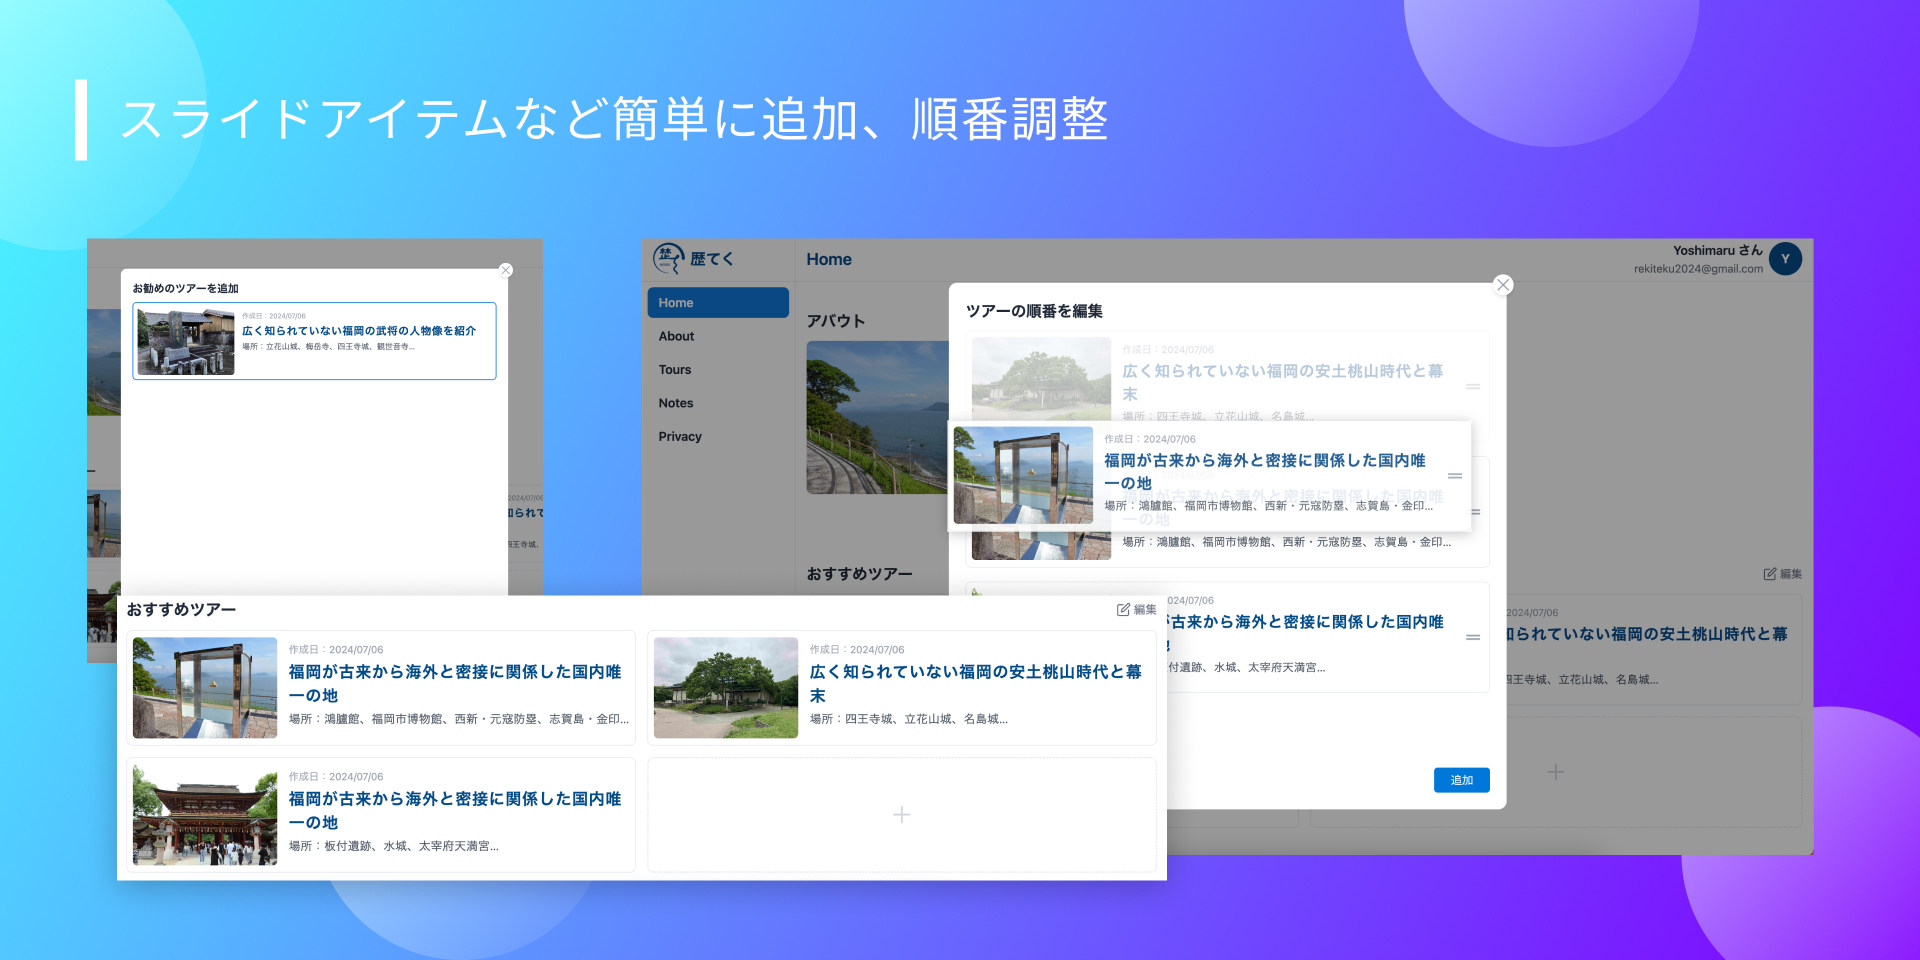 スライドアイテムなど簡単に追加、順番調整
お勧めのツアーを追加
作成日：2024/07/06
広く知られていない福岡の武将の人物像を紹介
場所：立花山城、梅岳寺、四王寺城、観世音寺...
2024/07/06
られて
王寺城、
歴てく
Home
Yoshimaru さん
rekiteku2024@gmail.com
Y
Home
About
Tours
Notes
Privacy
アバウト
おすすめツアー
編集
ツアーの順番を編集
作成日：2024/07/06
広く知られていない福岡の安土桃山時代と幕
末
場所：四王寺城、立花山城、名島城...
作成日：2024/07/06
福岡が古来から海外と密接に関係した国内唯
一の地
場所：鴻臚館、福岡市博物館、西新・元寇防塁、志賀島・金印...
福岡が古来から海外と密接に関係した国内唯
一の地
場所：鴻臚館、福岡市博物館、西新・元寇防塁、志賀島・金印...
024/07/06
古来から海外と密接に関係した国内唯
付遺跡、水城、太宰府天満宮...
追加
2024/07/06
られていない福岡の安土桃山時代と幕
四王寺城、立花山城、名島城...
おすすめツアー
編集
作成日：2024/07/06
福岡が古来から海外と密接に関係した国内唯
一の地
場所：鴻臚館、福岡市博物館、西新・元寇防塁、志賀島・金印...
作成日：2024/07/06
広く知られていない福岡の安土桃山時代と幕
末
場所：四王寺城、立花山城、名島城...
作成日：2024/07/06
福岡が古来から海外と密接に関係した国内唯
一の地
場所：板付遺跡、水城、太宰府天満宮...